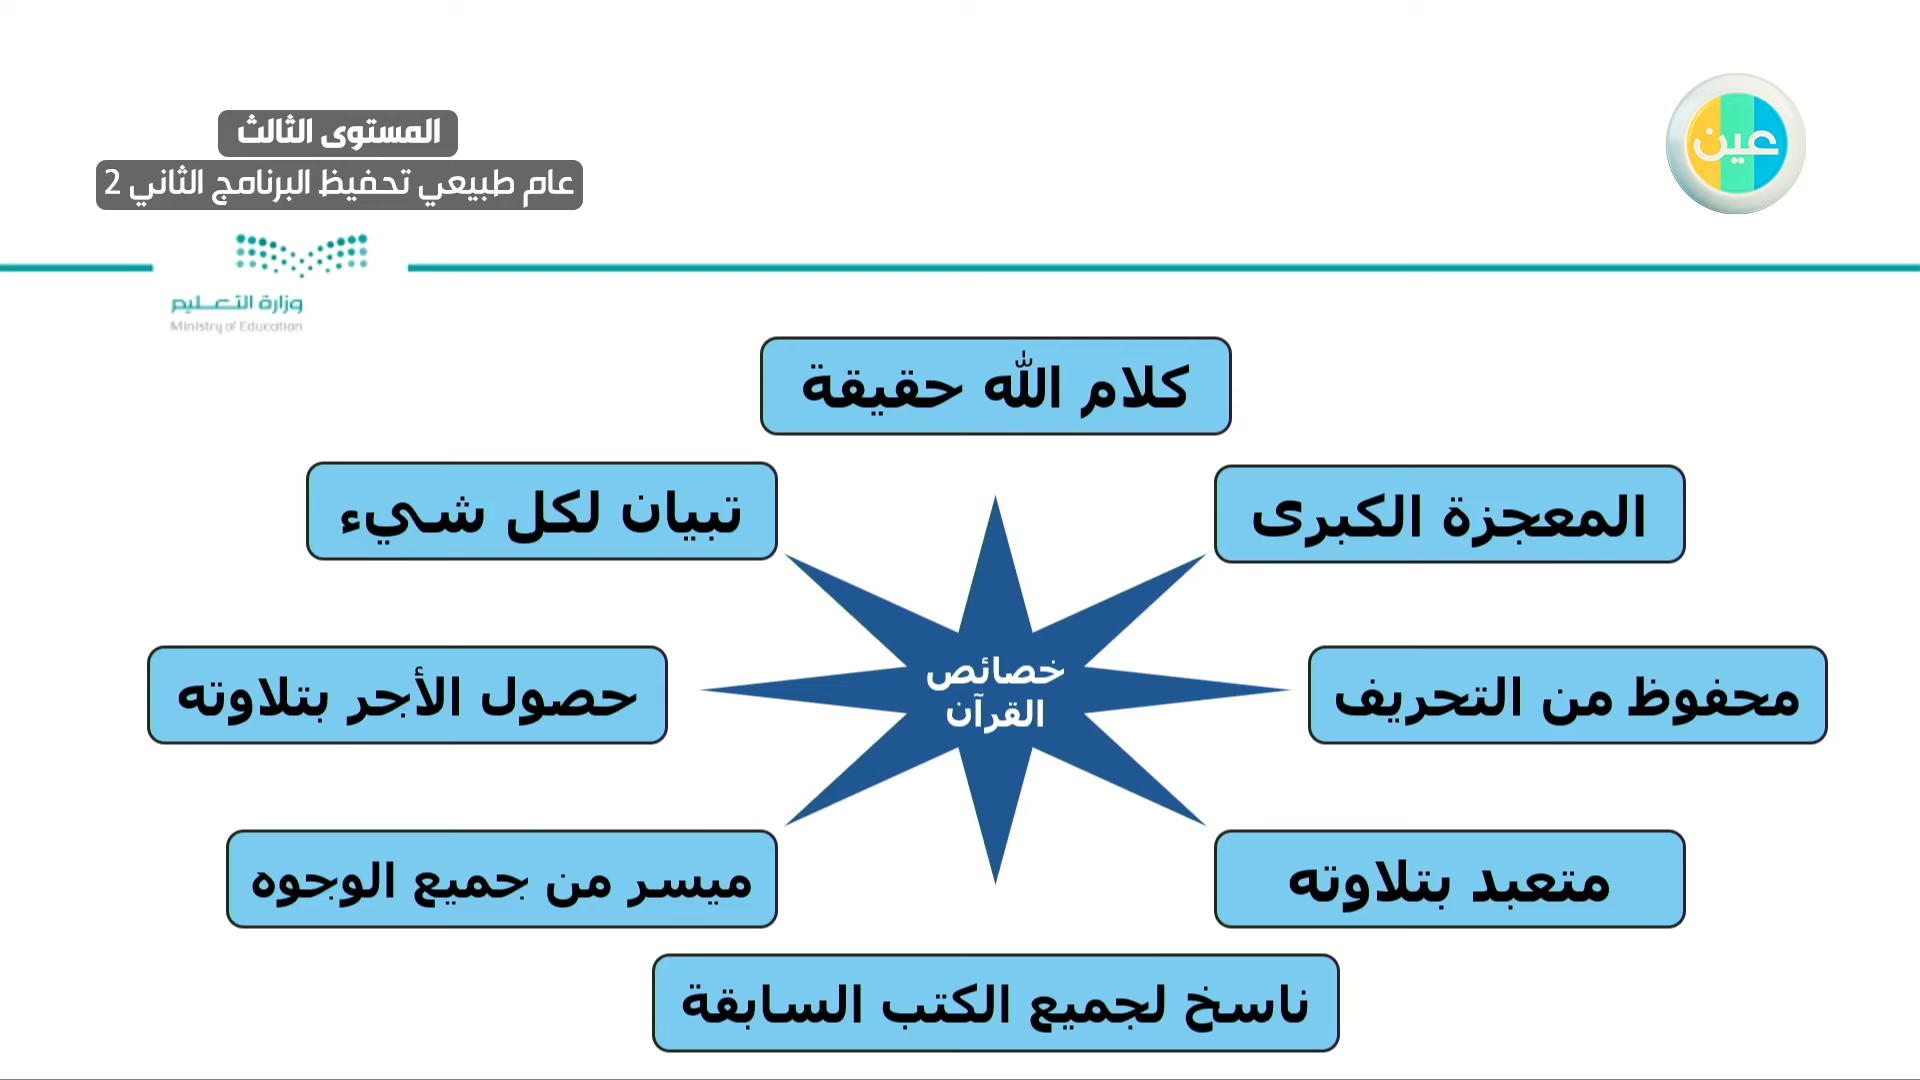 المستوى الثالث
عام طبيعي تحفيظ البرنامج الثاني 2
عين
وزارة التعليم
Ministry of Education
كلام الله حقيقة
المعجزة الكبرى
تبيان لكل شيء
محفوظ من التحريف
خصائص
القرآن
حصول الأجر بتلاوته
متعبد بتلاوته
ميسر من جميع الوجوه
ناسخ لجميع الكتب السابقة